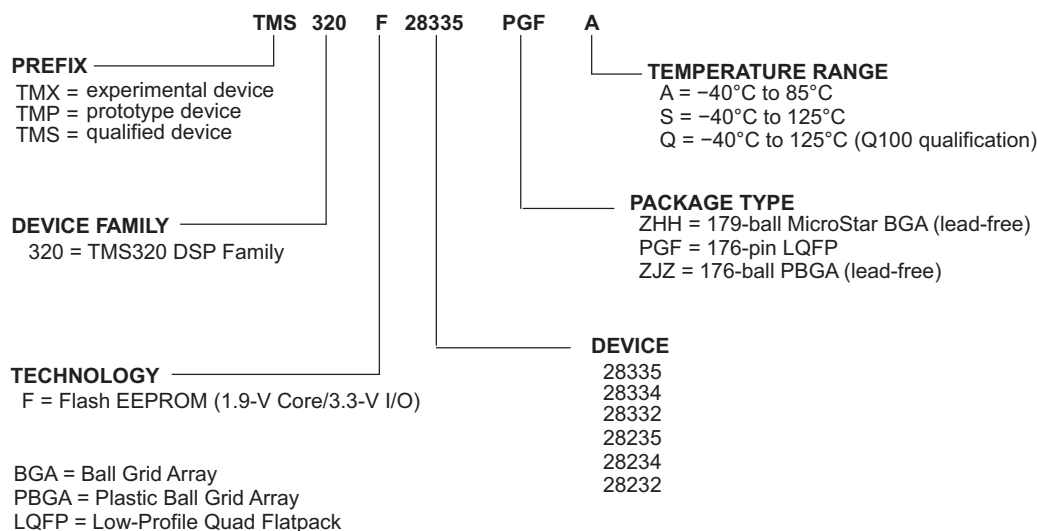 TMS 320 F 28335 PGF A
PREFIX
TMX = experimental device
TMP = prototype device
TMS = qualified device
DEVICE FAMILY
320 = TMS320 DSP Family
TECHNOLOGY
F = Flash EEPROM (1.9-V Core/3.3-V I/O)
BGA = Ball Grid Array
PBGA = Plastic Ball Grid Array
LQFP = Low-Profile Quad Flatpack
TEMPERATURE RANGE
A = −40°C to 85°C
S = −40°C to 125°C
Q = −40°C to 125°C (Q100 qualification)
PACKAGE TYPE
ZHH = 179-ball MicroStar BGA (lead-free)
PGF = 176-pin LQFP
ZJZ = 176-ball PBGA (lead-free)
DEVICE
28335
28334
28332
28235
28234
28232